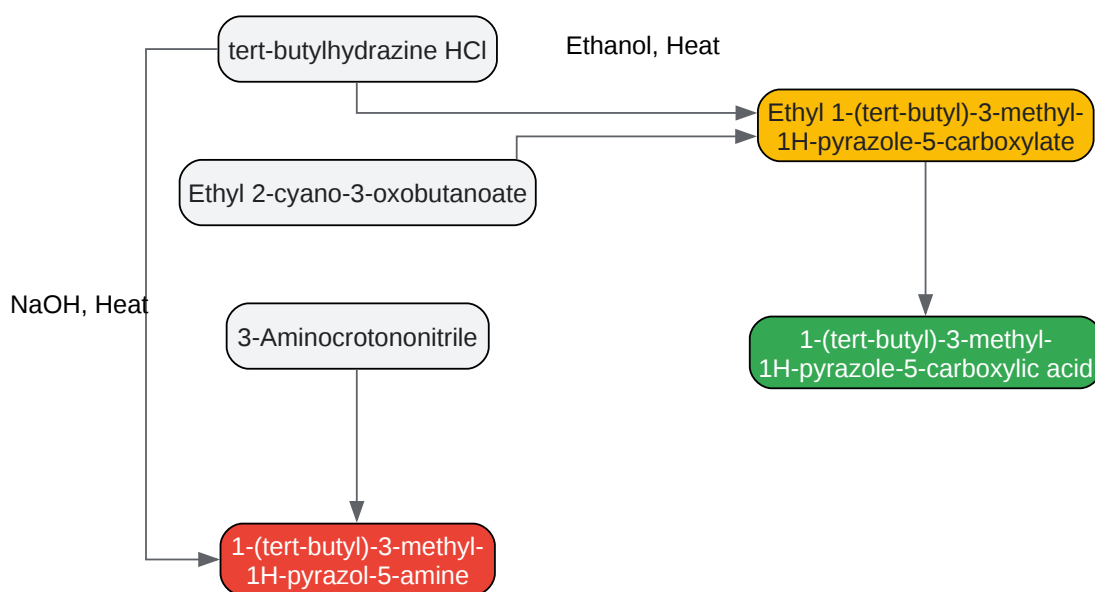 tert-butylhydrazine HCl
Ethanol, Heat
Ethyl 1-(tert-butyl)-3-methyl-
1H-pyrazole-5-carboxylate
Ethyl 2-cyano-3-oxobutanoate
NaOH, Heat
3-Aminocrotononitrile
1-(tert-butyl)-3-methyl-
1H-pyrazole-5-carboxylic acid
1-(tert-butyl)-3-methyl-
1H-pyrazol-5-amine